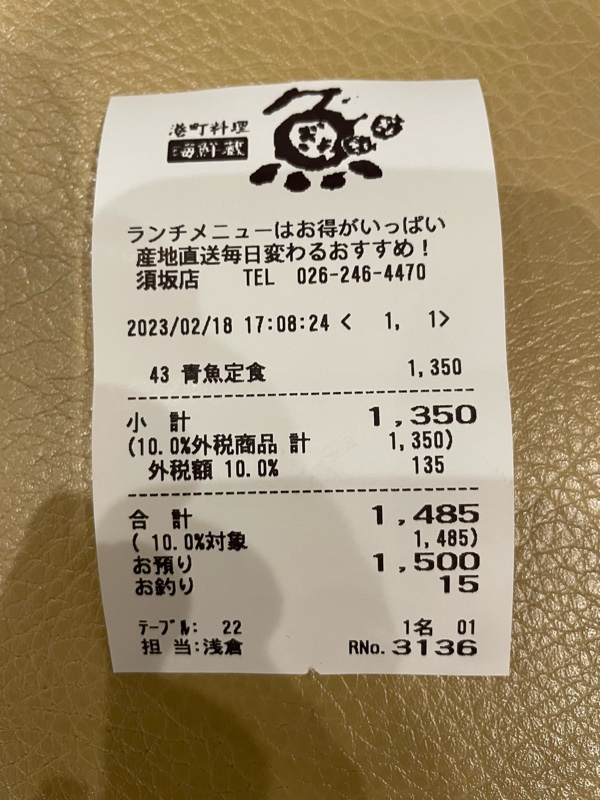 港町料理
海鮮蔵
ランチメニューはお得がいっぱい
産地直送毎日変わるおすすめ！
須坂店 TEL 026-246-4470
2023/02/18 17:08:24 < 1, 1>
43 青魚定食 1,350
小 計 1,350
(10.0%外税商品 計 1,350)
外税額 10.0% 135
合 計 1,485
( 10.0%対象 1,485)
お預り 1,500
お釣り 15
ﾃｰﾌﾞﾙ: 22 1名 01
担 当:浅倉 RNo. 3136